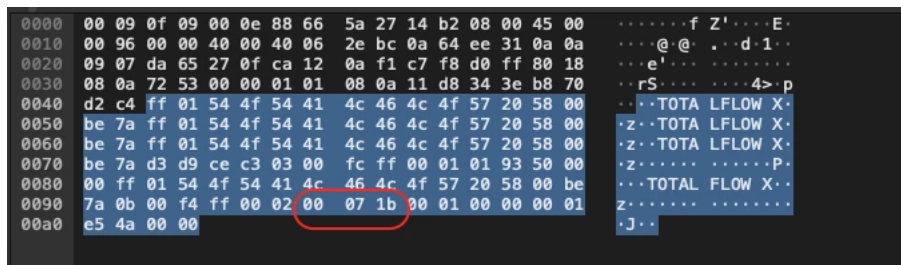 0000 00 09 0f 09 00 0e 88 66 5a 27 14 b2 08 00 45 00 ·······f Z'····E·
0010 00 96 00 00 40 00 40 06 2e bc 0a 64 ee 31 0a 0a ····@·@· .··d·1··
0020 09 07 da 65 27 0f ca 12 0a f1 c7 f8 d0 ff 80 18 ···e'··· ········
0030 08 0a 72 53 00 00 01 01 08 0a 11 d8 34 3e b8 70 ··rS···· ····4>·p
0040 d2 c4 ff 01 54 4f 54 41 4c 46 4c 4f 57 20 58 00 ····TOTA LFLOW X·
0050 be 7a ff 01 54 4f 54 41 4c 46 4c 4f 57 20 58 00 ·z··TOTA LFLOW X·
0060 be 7a ff 01 54 4f 54 41 4c 46 4c 4f 57 20 58 00 ·z··TOTA LFLOW X·
0070 be 7a d3 d9 ce c3 03 00 fc ff 00 01 01 93 50 00 ·z······ ······P·
0080 00 ff 01 54 4f 54 41 4c 46 4c 4f 57 20 58 00 be ···TOTAL FLOW X··
0090 7a 0b 00 f4 ff 00 02 00 07 1b 00 01 00 00 00 01 z······· ········
00a0 e5 4a 00 00 ·J··